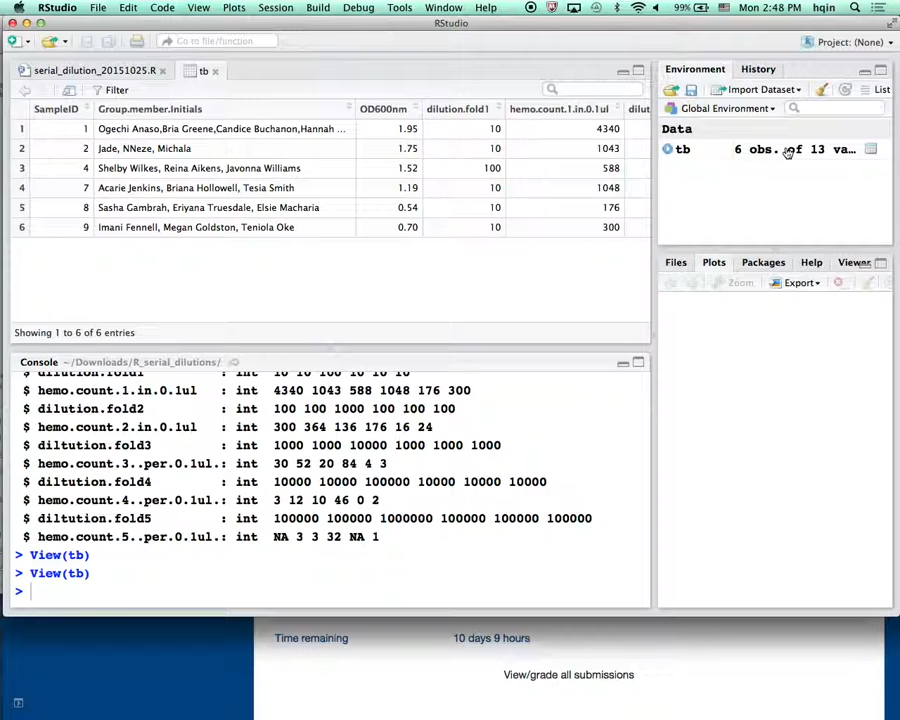 RStudio File Edit Code View Plots Session Build Debug Tools Window Help 99% Mon 2:48 PM hqin
RStudio
Go to file/function Project: (None)
serial_dilution_20151025.R tb
Filter
SampleID Group.member.Initials OD600nm dilution.fold1 hemo.count.1.in.0.1ul dilut
1 1 Ogechi Anaso,Bria Greene,Candice Buchanon,Hannah ... 1.95 10 4340
2 2 Jade, NNeze, Michala 1.75 10 1043
3 4 Shelby Wilkes, Reina Aikens, Javonna Williams 1.52 100 588
4 7 Acarie Jenkins, Briana Hollowell, Tesia Smith 1.19 10 1048
5 8 Sasha Gambrah, Eriyana Truesdale, Elsie Macharia 0.54 10 176
6 9 Imani Fennell, Megan Goldston, Teniola Oke 0.70 10 300
Showing 1 to 6 of 6 entries
Environment History
Import Dataset List
Global Environment
Data
tb 6 obs. of 13 va…
Files Plots Packages Help Viewer
Zoom Export
Console ~/Downloads/R_serial_dilutions/
$ dilution.fold1 : int 10 10 100 10 10 10
$ hemo.count.1.in.0.1ul : int 4340 1043 588 1048 176 300
$ dilution.fold2 : int 100 100 1000 100 100 100
$ hemo.count.2.in.0.1ul : int 300 364 136 176 16 24
$ diltution.fold3 : int 1000 1000 10000 1000 1000 1000
$ hemo.count.3..per.0.1ul.: int 30 52 20 84 4 3
$ diltution.fold4 : int 10000 10000 100000 10000 10000 10000
$ hemo.count.4..per.0.1ul.: int 3 12 10 46 0 2
$ diltution.fold5 : int 100000 100000 1000000 100000 100000 100000
$ hemo.count.5..per.0.1ul.: int NA 3 3 32 NA 1
> View(tb)
> View(tb)
>
Time remaining 10 days 9 hours
View/grade all submissions